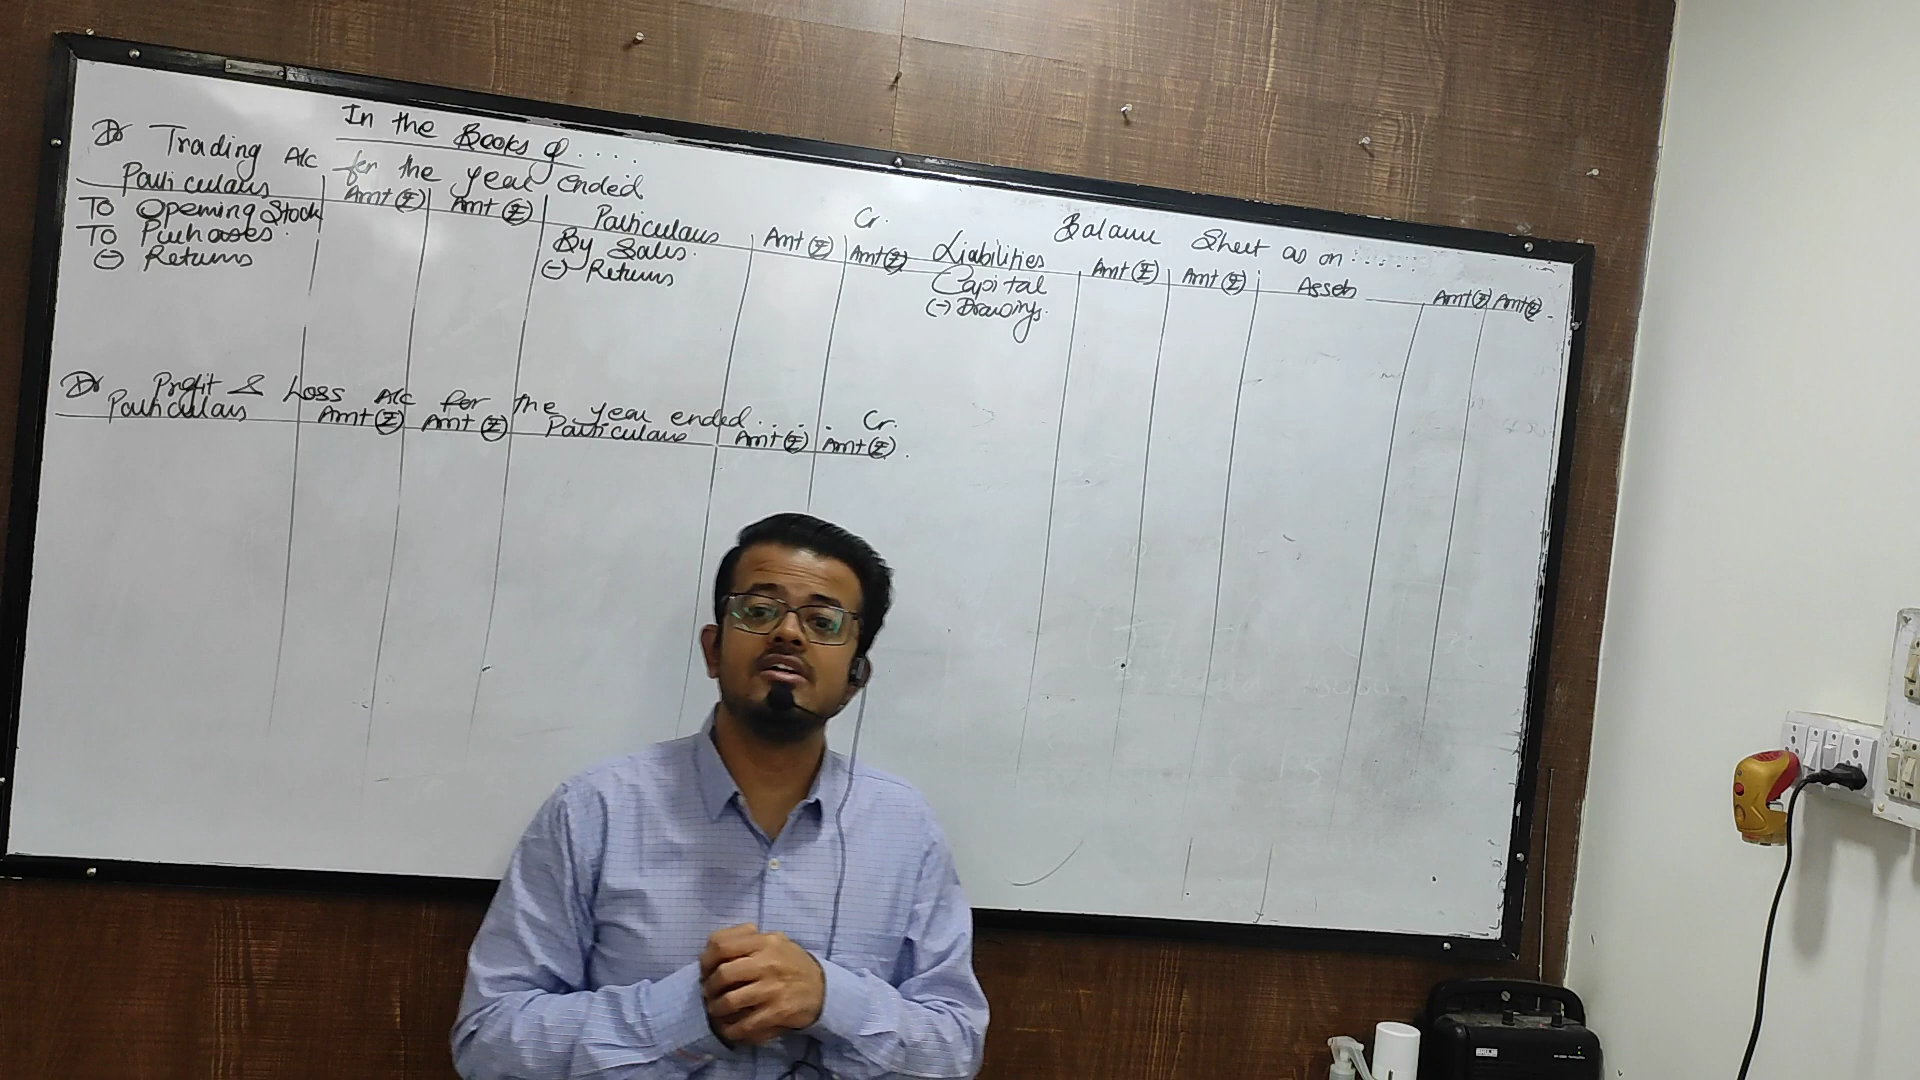 In the Books of ....
Dr Trading A/c for the year ended Cr.
Particulars Amt (₹) Amt (₹) Particulars Amt (₹) Amt (₹)
To Opening Stock By Sales.
To Purchases. (-) Returns
(-) Returns
Dr Profit & Loss A/c for the year ended..... Cr.
Particulars Amt (₹) Amt (₹) Particulars Amt (₹) Amt (₹).
Balance Sheet as on......
Liabilities Amt (₹) Amt (₹) Assets Amt (₹) Amt (₹).
Capital
(-) Drawings.